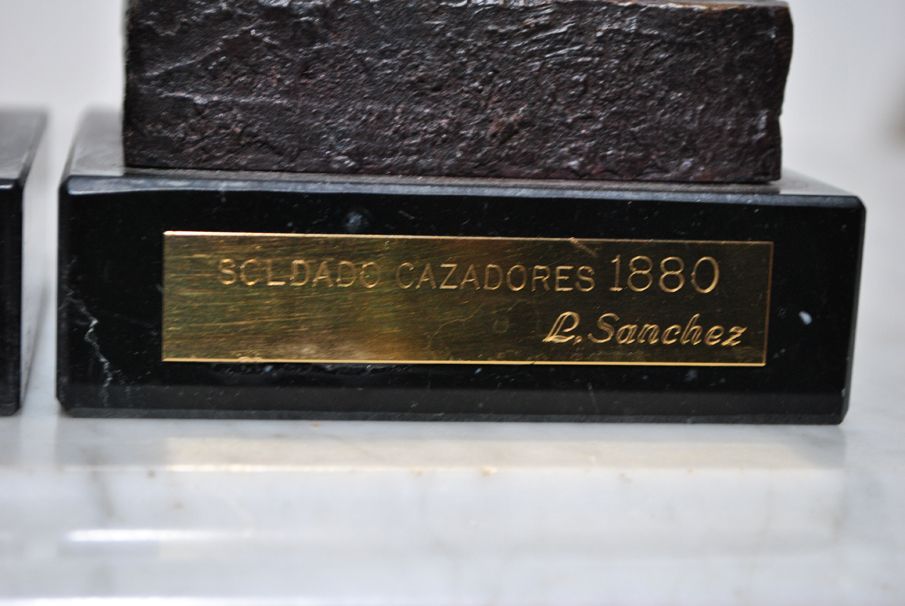 SOLDADO CAZADORES 1880
L. Sanchez